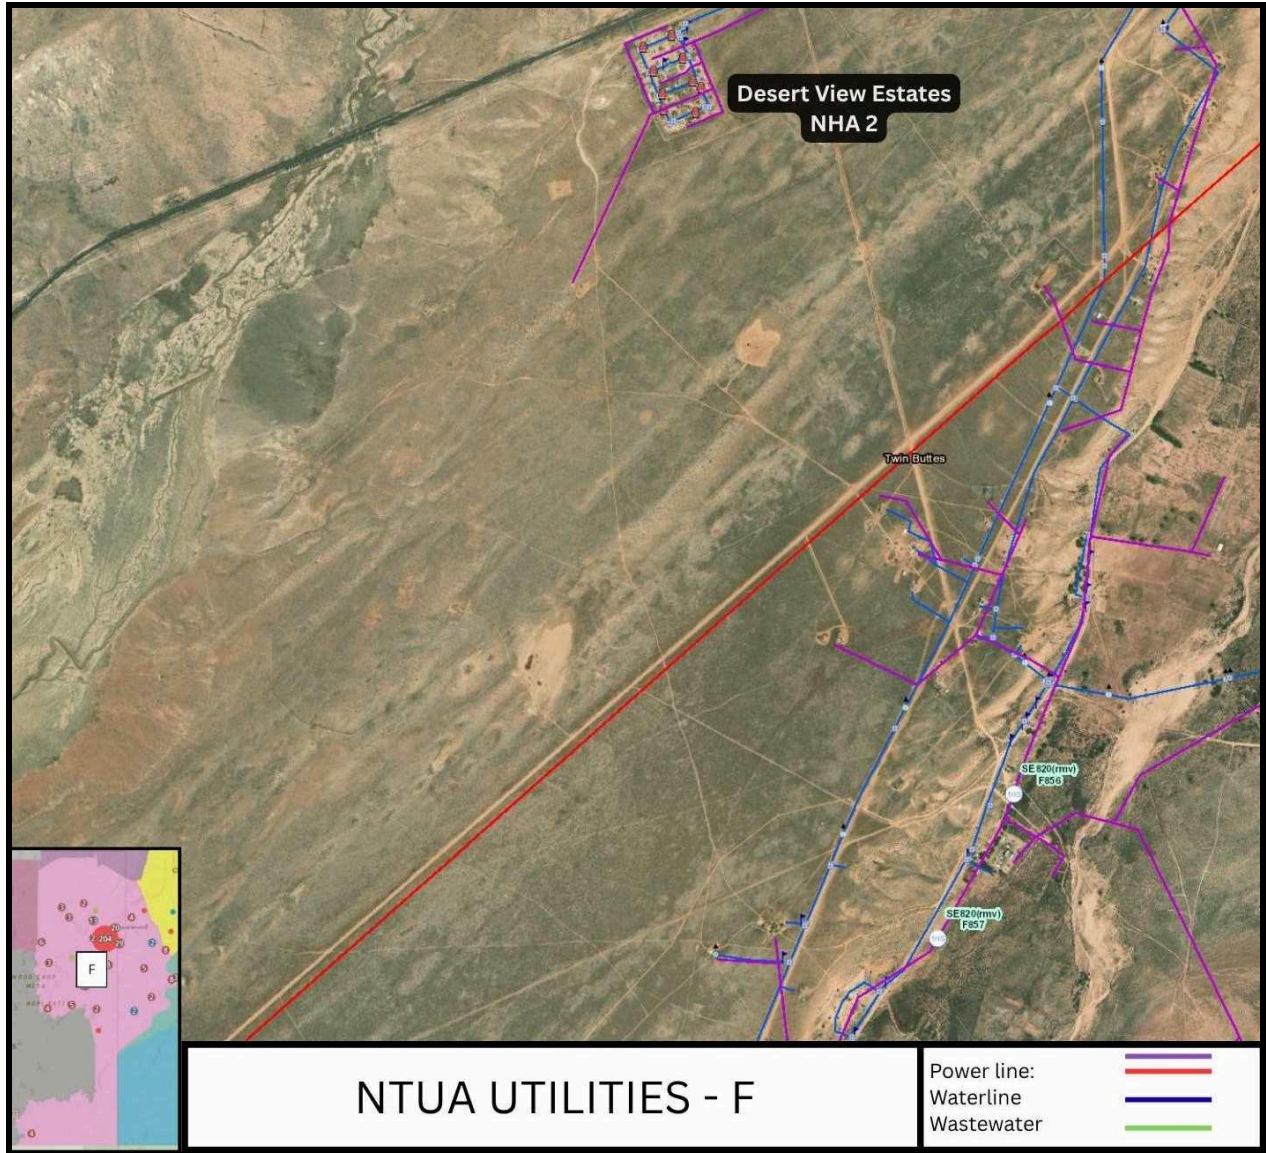 Desert View Estates
NHA 2
Twin Buttes
SE820(rmv)
F856
SE820(rmv)
F857
F
204
NTUA UTILITIES - F
Power line:
Waterline
Wastewater